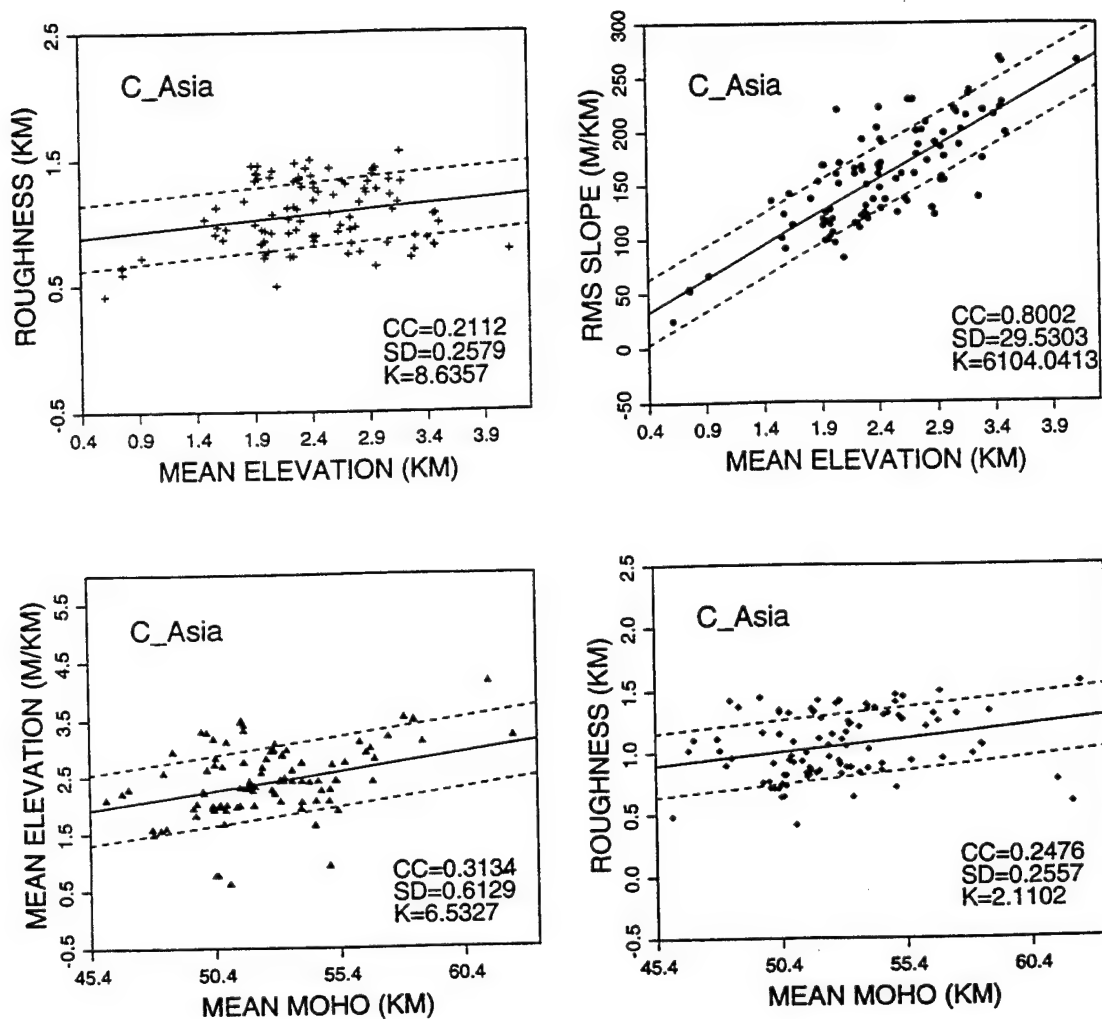 C_Asia
ROUGHNESS (KM)
2.5
1.5
0.5
-0.5
CC=0.2112
SD=0.2579
K=8.6357
0.4 0.9 1.4 1.9 2.4 2.9 3.4 3.9
MEAN ELEVATION (KM)
C_Asia
RMS SLOPE (M/KM)
300
250
200
150
100
50
0
-50
CC=0.8002
SD=29.5303
K=6104.0413
0.4 0.9 1.4 1.9 2.4 2.9 3.4 3.9
MEAN ELEVATION (KM)
C_Asia
MEAN ELEVATION (M/KM)
5.5
4.5
3.5
2.5
1.5
0.5
-0.5
CC=0.3134
SD=0.6129
K=6.5327
45.4 50.4 55.4 60.4
MEAN MOHO (KM)
C_Asia
ROUGHNESS (KM)
2.5
2.0
1.5
1.0
0.5
0.0
-0.5
CC=0.2476
SD=0.2557
K=2.1102
45.4 50.4 55.4 60.4
MEAN MOHO (KM)